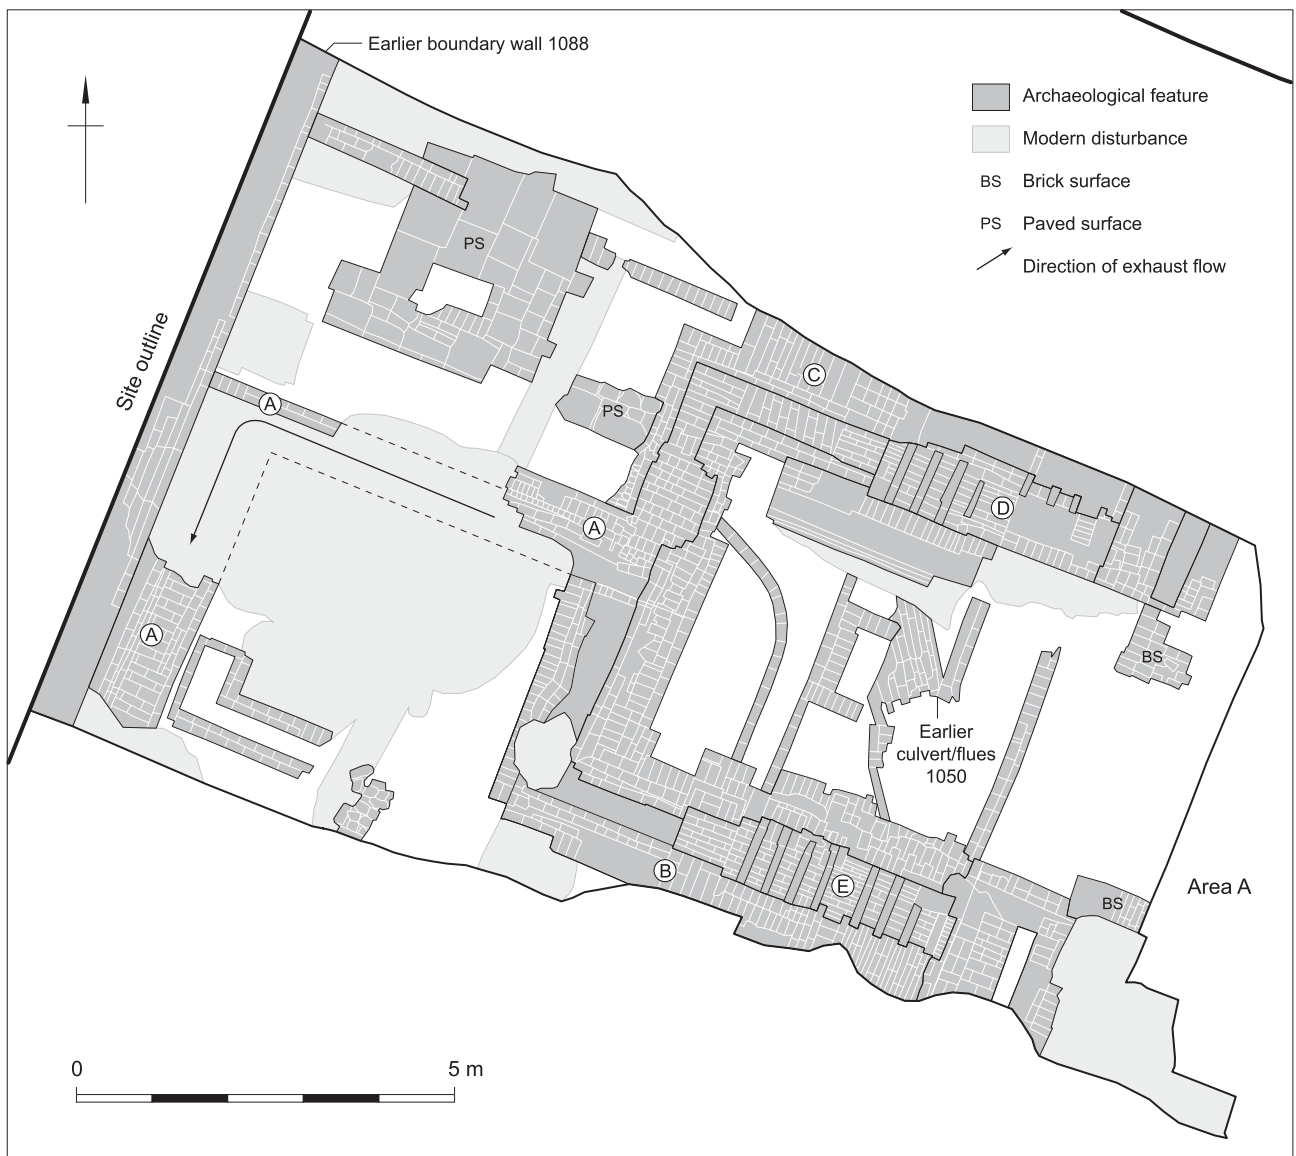 Earlier boundary wall 1088
Archaeological feature
Modern disturbance
BS Brick surface
PS Paved surface
Direction of exhaust flow
PS
Site outline
C
A
PS
D
A
A
BS
Earlier
culvert/flues
1050
B
E
Area A
BS
0 5 m